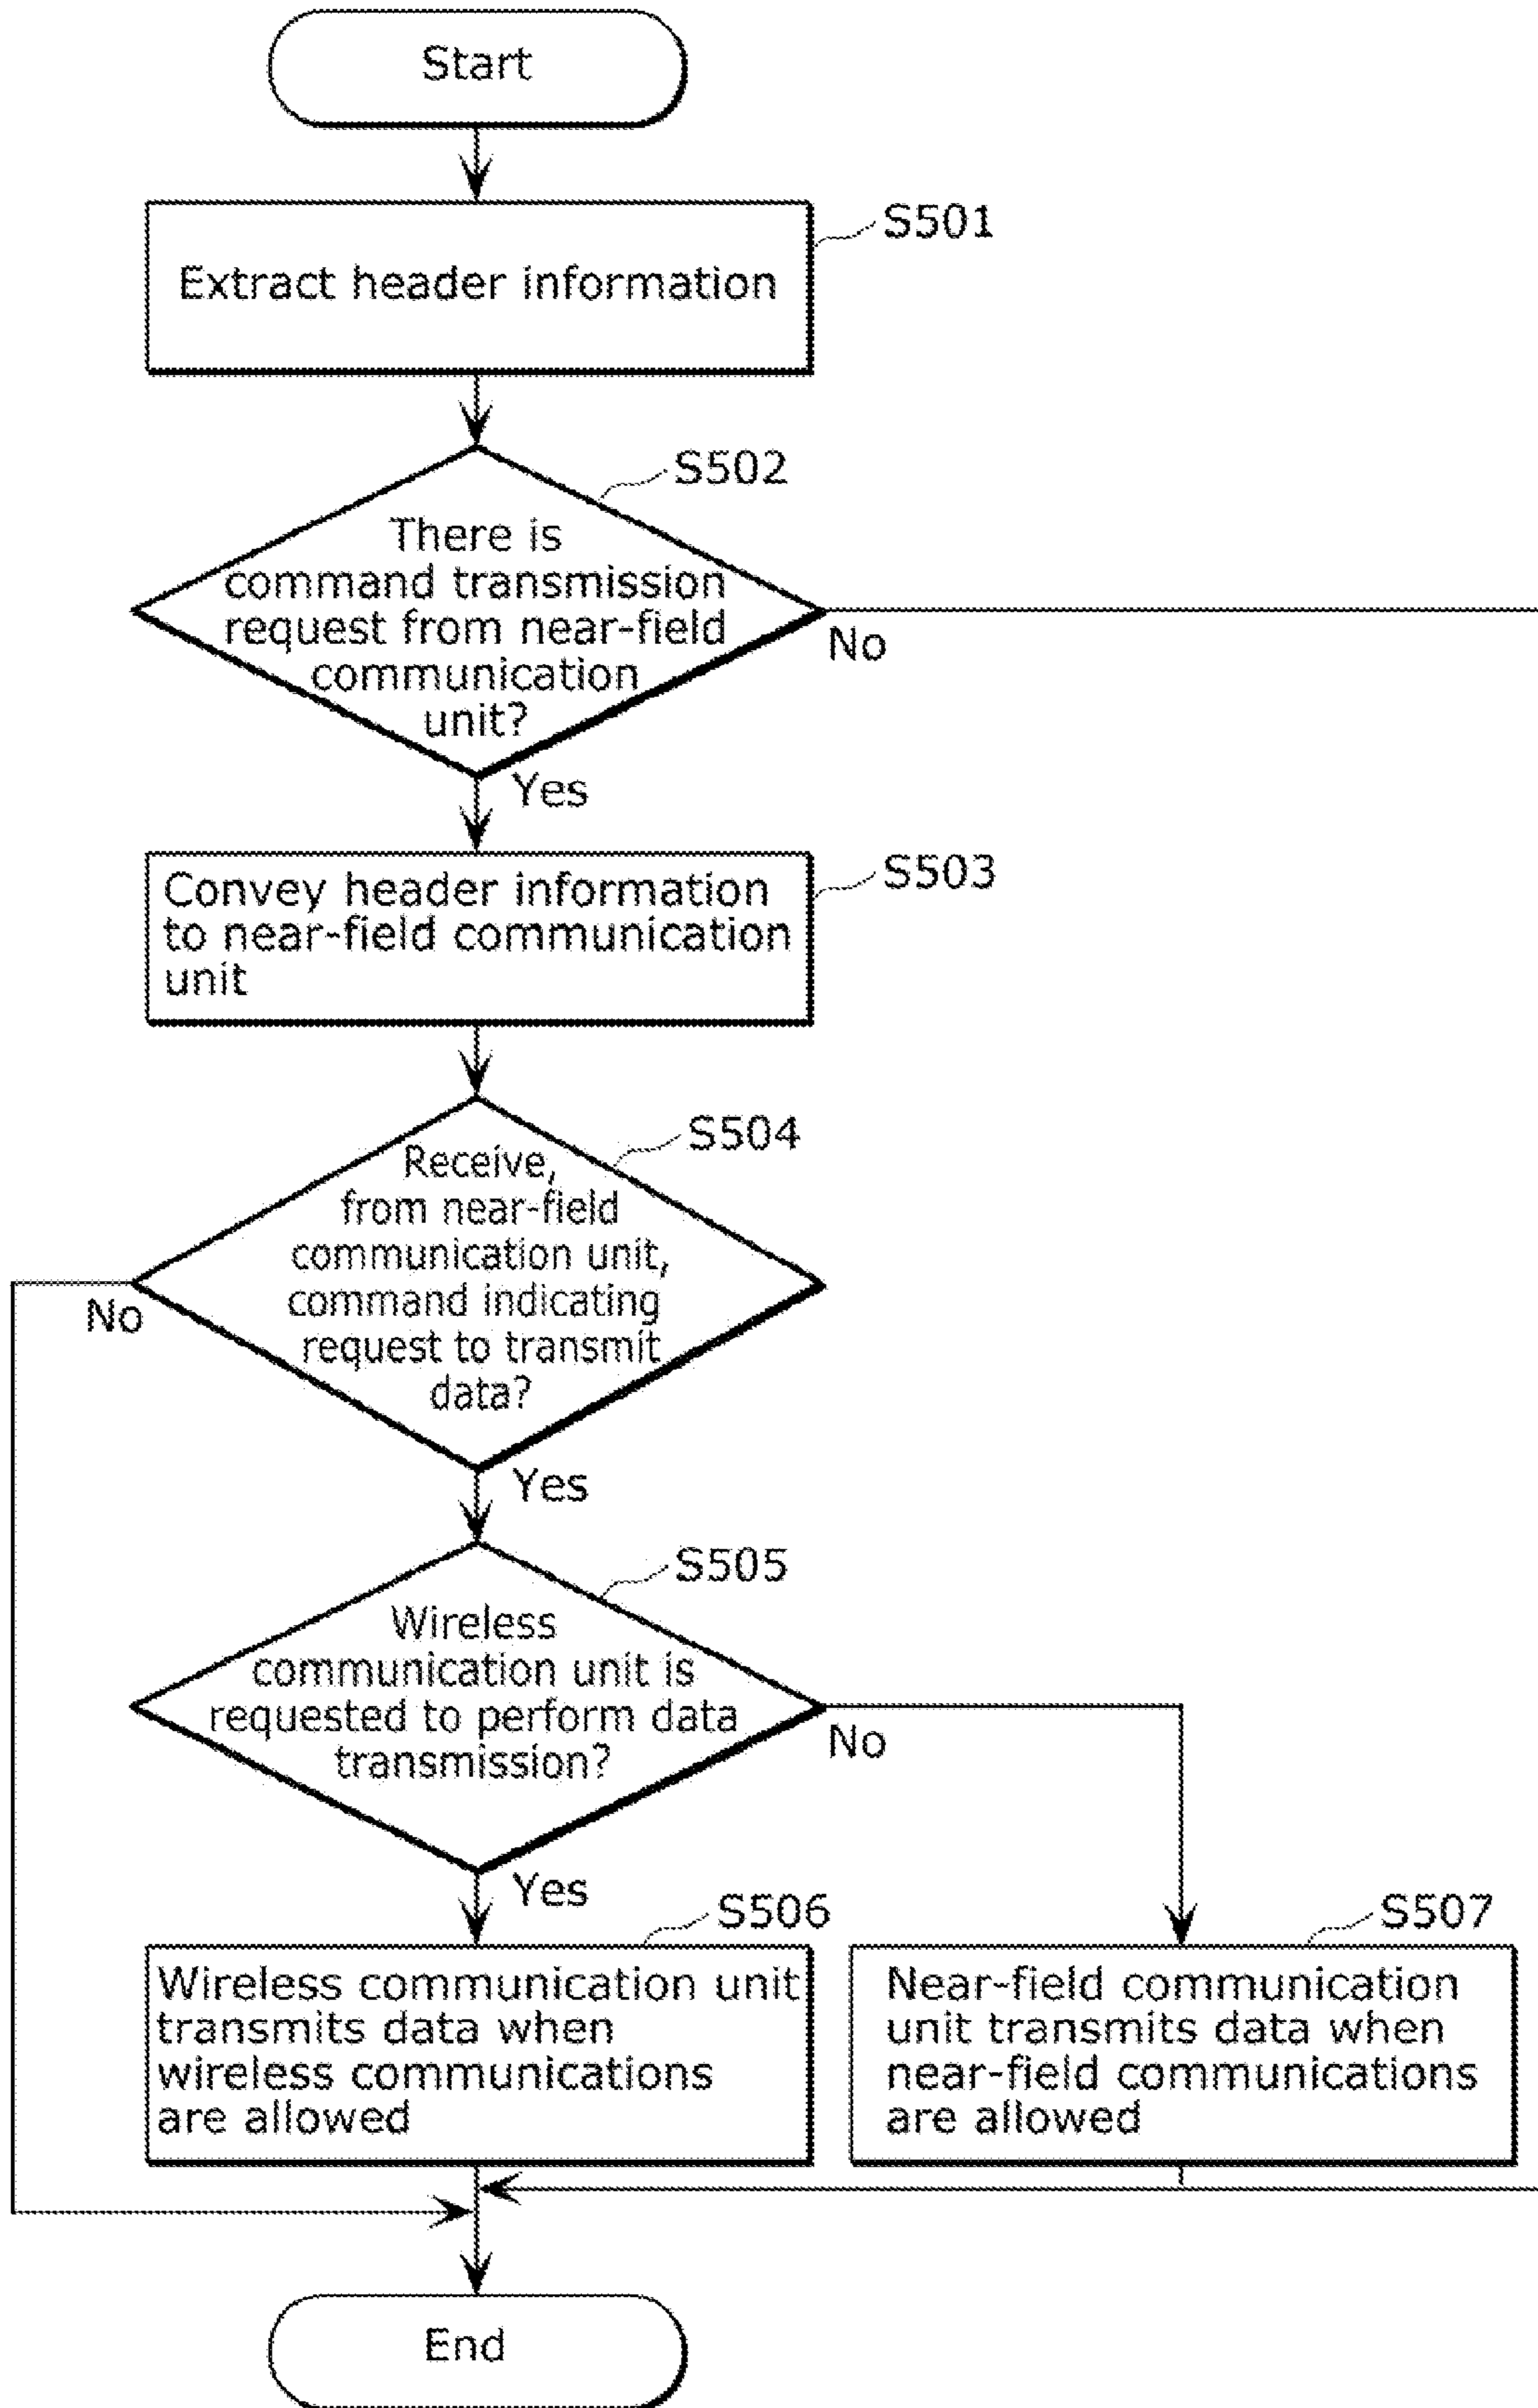 Start
S501
Extract header information
S502
There is
command transmission
request from near-field
communication
unit?
No
Yes
S503
Convey header information
to near-field communication
unit
S504
Receive,
from near-field
communication unit,
command indicating
request to transmit
data?
No
Yes
S505
Wireless
communication unit is
requested to perform data
transmission?
No
Yes
S506
Wireless communication unit
transmits data when
wireless communications
are allowed
S507
Near-field communication
unit transmits data when
near-field communications
are allowed
End